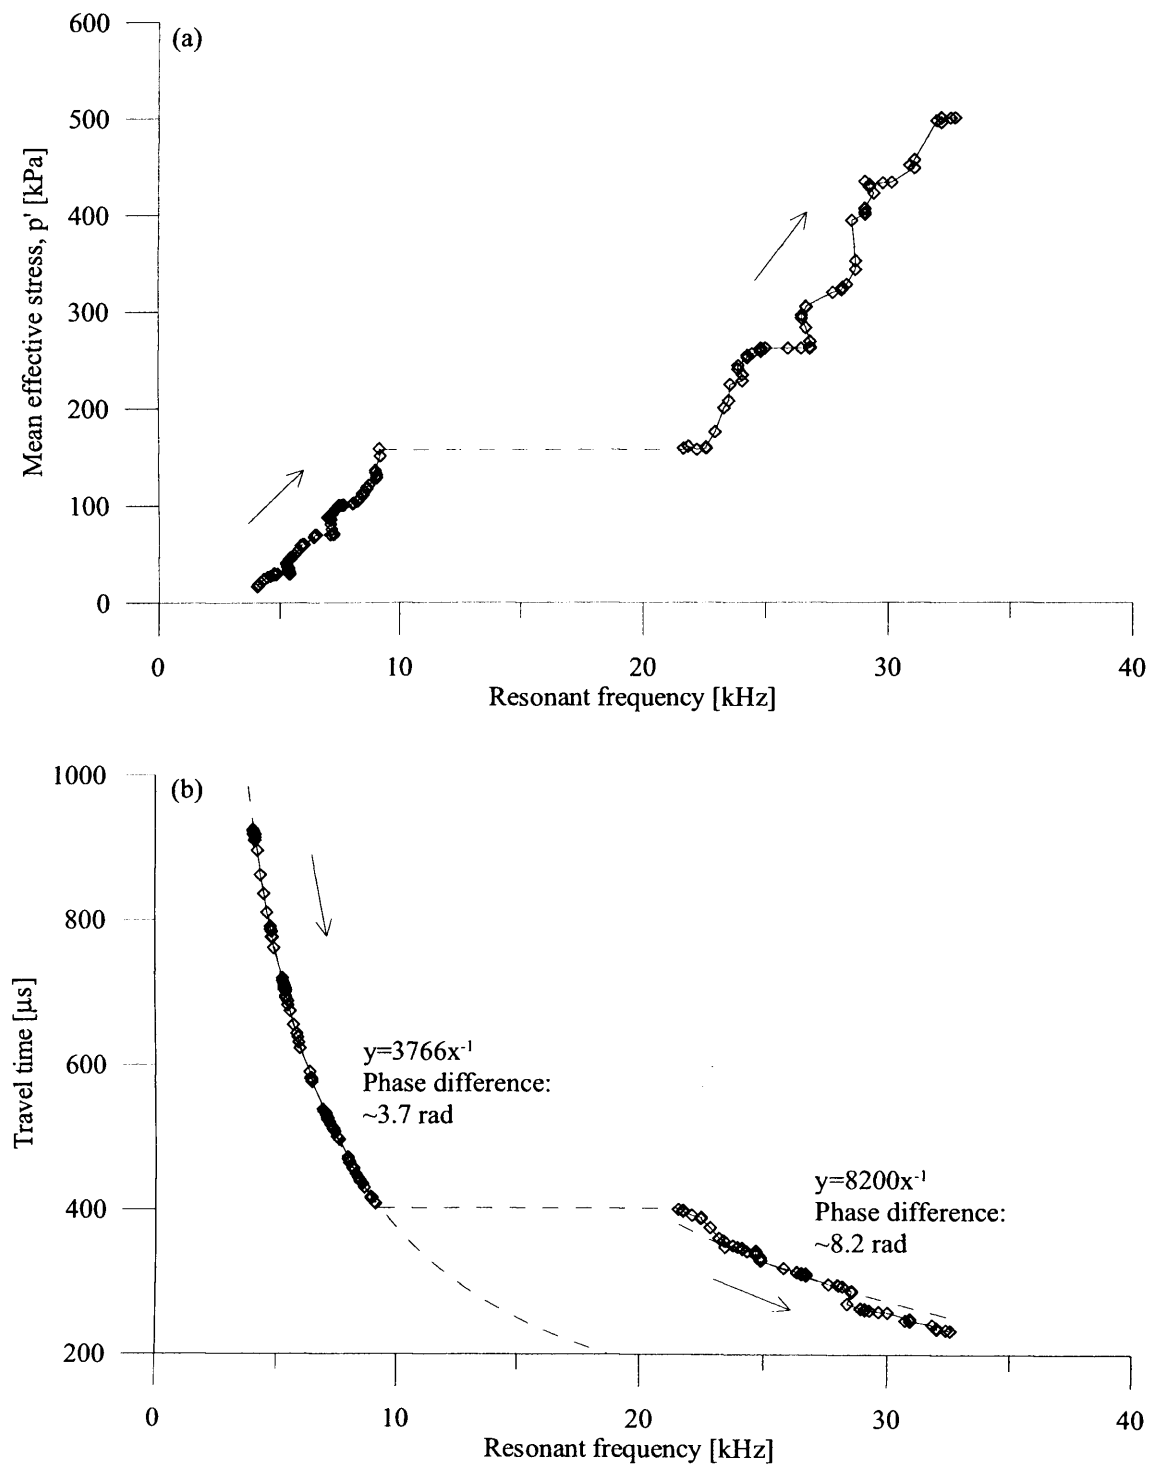 (a)
600
500
400
300
200
100
0
Mean effective stress, p' [kPa]
0 10 20 30 40
Resonant frequency [kHz]
(b)
1000
800
600
400
200
Travel time [µs]
y=3766x⁻¹
Phase difference:
~3.7 rad
y=8200x⁻¹
Phase difference:
~8.2 rad
0 10 20 30 40
Resonant frequency [kHz]